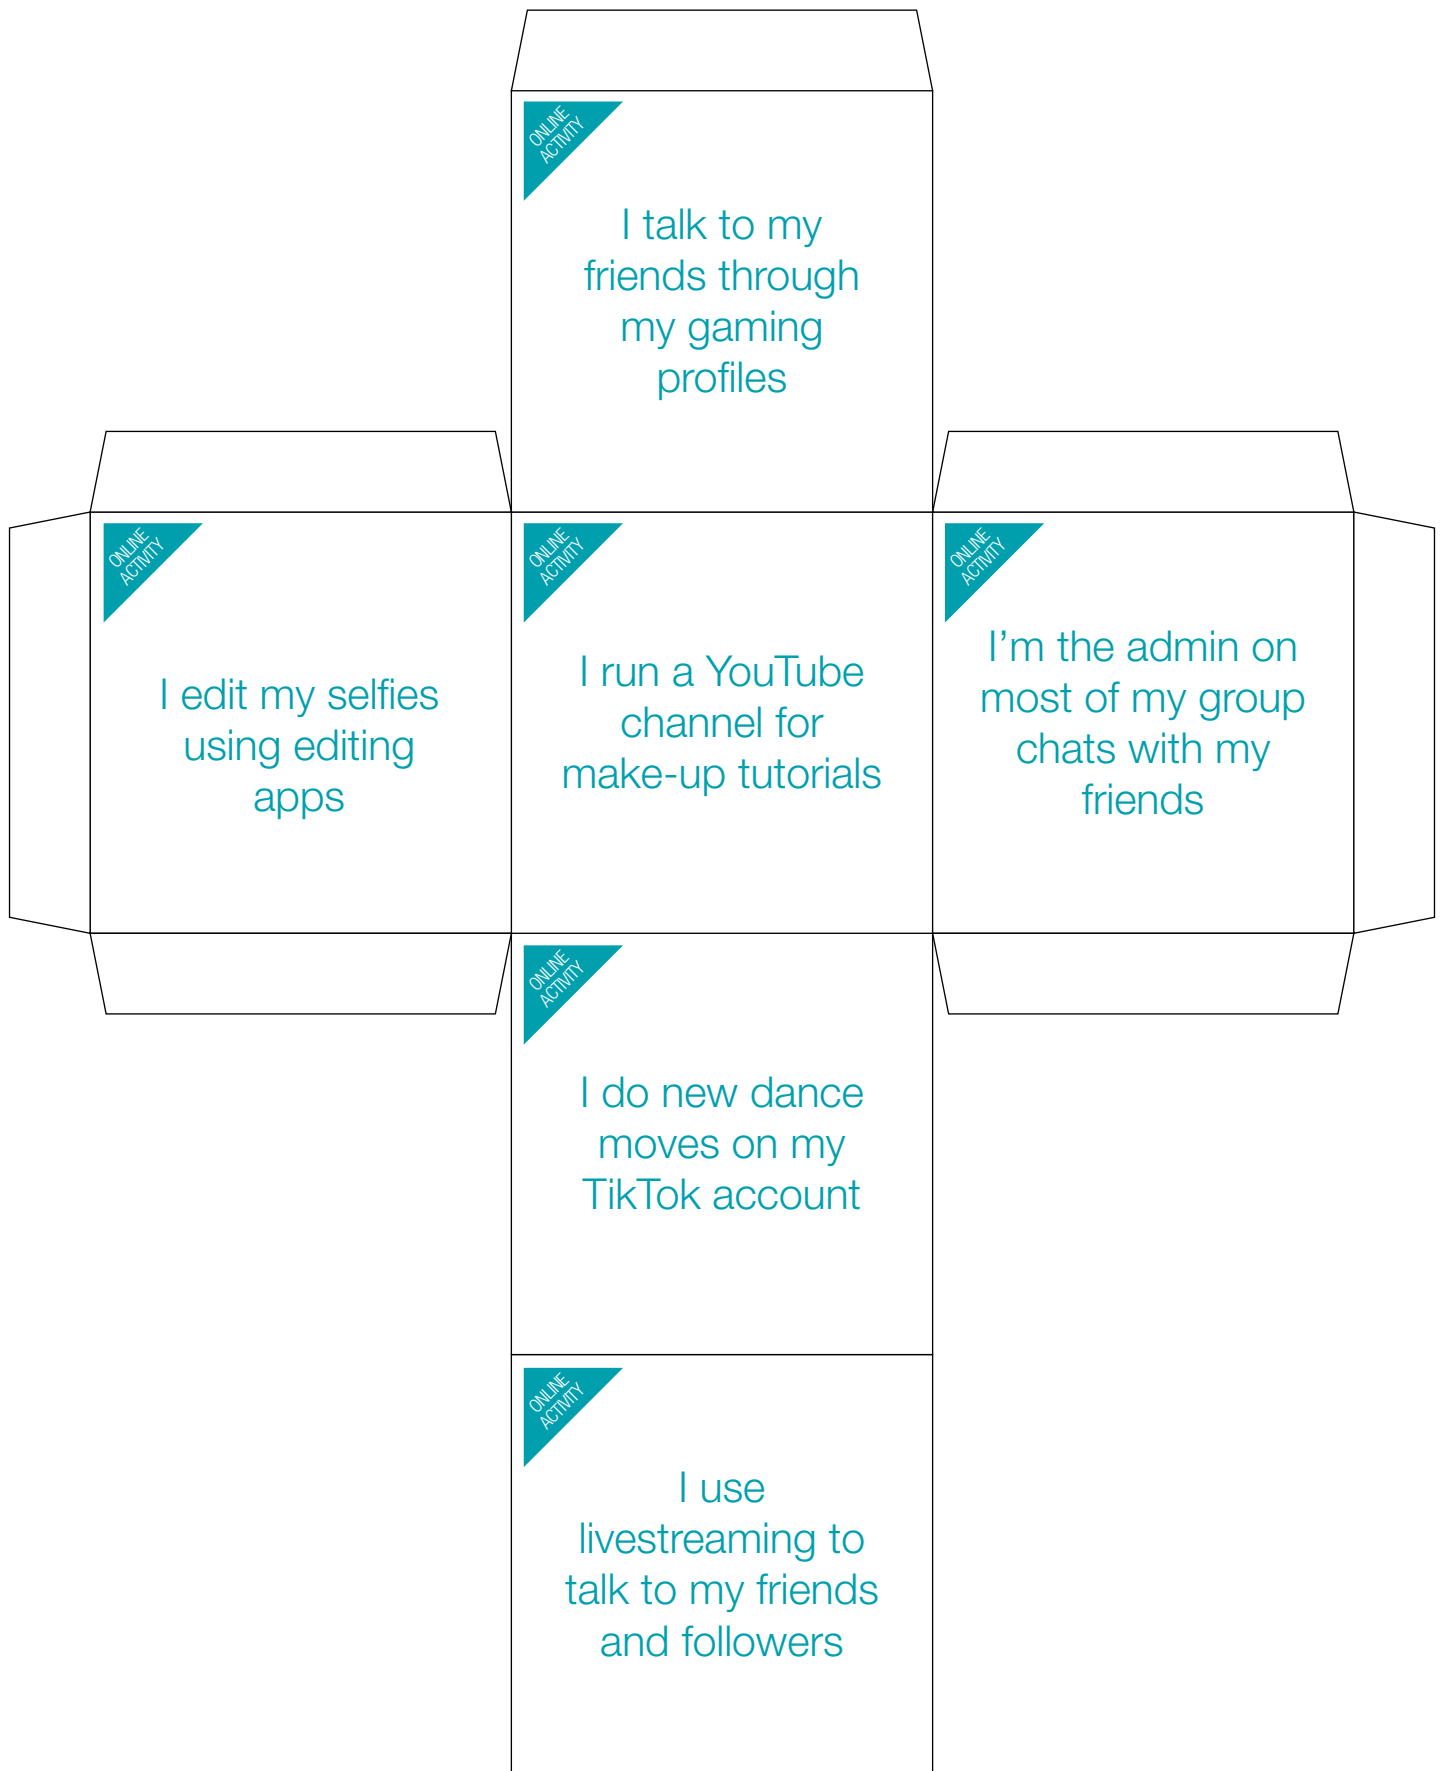 ONLINE
ACTIVITY
I talk to my
friends through
my gaming
profiles
ONLINE
ACTIVITY
I edit my selfies
using editing
apps
ONLINE
ACTIVITY
I run a YouTube
channel for
make-up tutorials
ONLINE
ACTIVITY
I'm the admin on
most of my group
chats with my
friends
ONLINE
ACTIVITY
I do new dance
moves on my
TikTok account
ONLINE
ACTIVITY
I use
livestreaming to
talk to my friends
and followers